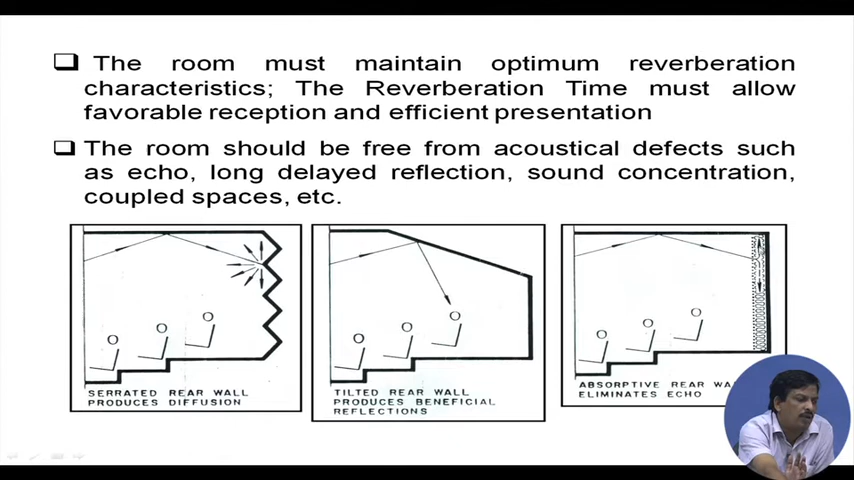 The room must maintain optimum reverberation
characteristics; The Reverberation Time must allow
favorable reception and efficient presentation
The room should be free from acoustical defects such
as echo, long delayed reflection, sound concentration,
coupled spaces, etc.
SERRATED REAR WALL
PRODUCES DIFFUSION
TILTED REAR WALL
PRODUCES BENEFICIAL
REFLECTIONS
ABSORPTIVE REAR
ELIMINATES ECHO